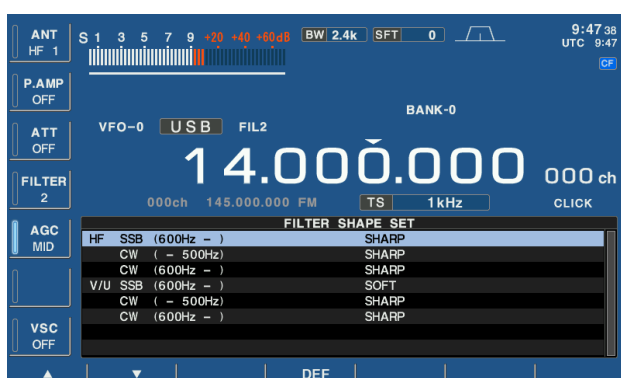 ANT
HF 1
S 1 3 5 7 9 +20 +40 +60dB
BW 2.4k SFT 0
9:47 38
UTC 9:47
CF
P.AMP
OFF
BANK-0
ATT
OFF
VFO-0 USB FIL2
14.000.000
000 ch
FILTER
2
000ch 145.000.000 FM
TS 1kHz
CLICK
AGC
MID
FILTER SHAPE SET
HF SSB (600Hz – ) SHARP
CW ( – 500Hz) SHARP
CW (600Hz – ) SHARP
V/U SSB (600Hz – ) SOFT
CW ( – 500Hz) SHARP
CW (600Hz – ) SHARP
VSC
OFF
▲ ▼ DEF